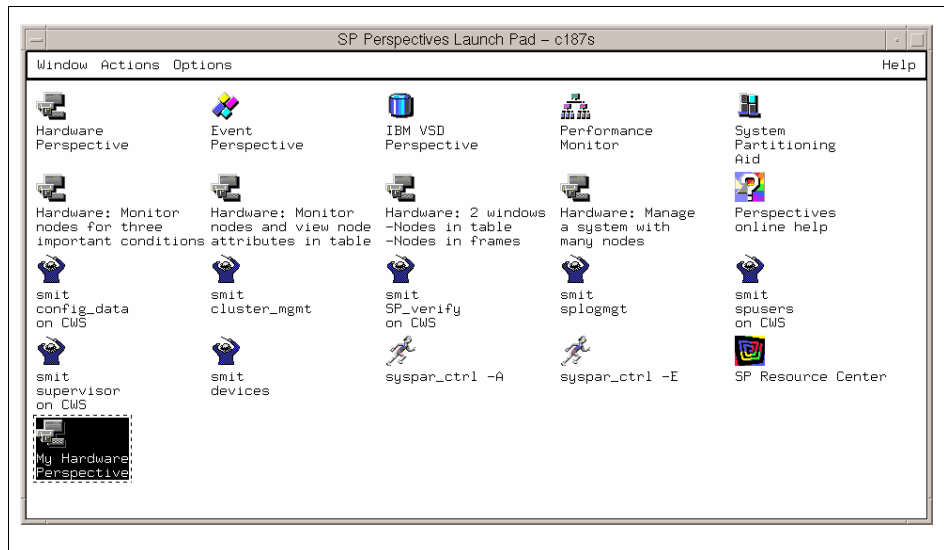 SP Perspectives Launch Pad – c187s
Window Actions Options Help
Hardware
Perspective
Event
Perspective
IBM VSD
Perspective
Performance
Monitor
System
Partitioning
Aid
Hardware: Monitor
nodes for three
important conditions
Hardware: Monitor
nodes and view node
attributes in table
Hardware: 2 windows
-Nodes in table
-Nodes in frames
Hardware: Manage
a system with
many nodes
Perspectives
online help
smit
config_data
on CWS
smit
cluster_mgmt
smit
SP_verify
on CWS
smit
splogmgt
smit
spusers
on CWS
smit
supervisor
on CWS
smit
devices
syspar_ctrl -A
syspar_ctrl -E
SP Resource Center
My Hardware
Perspective